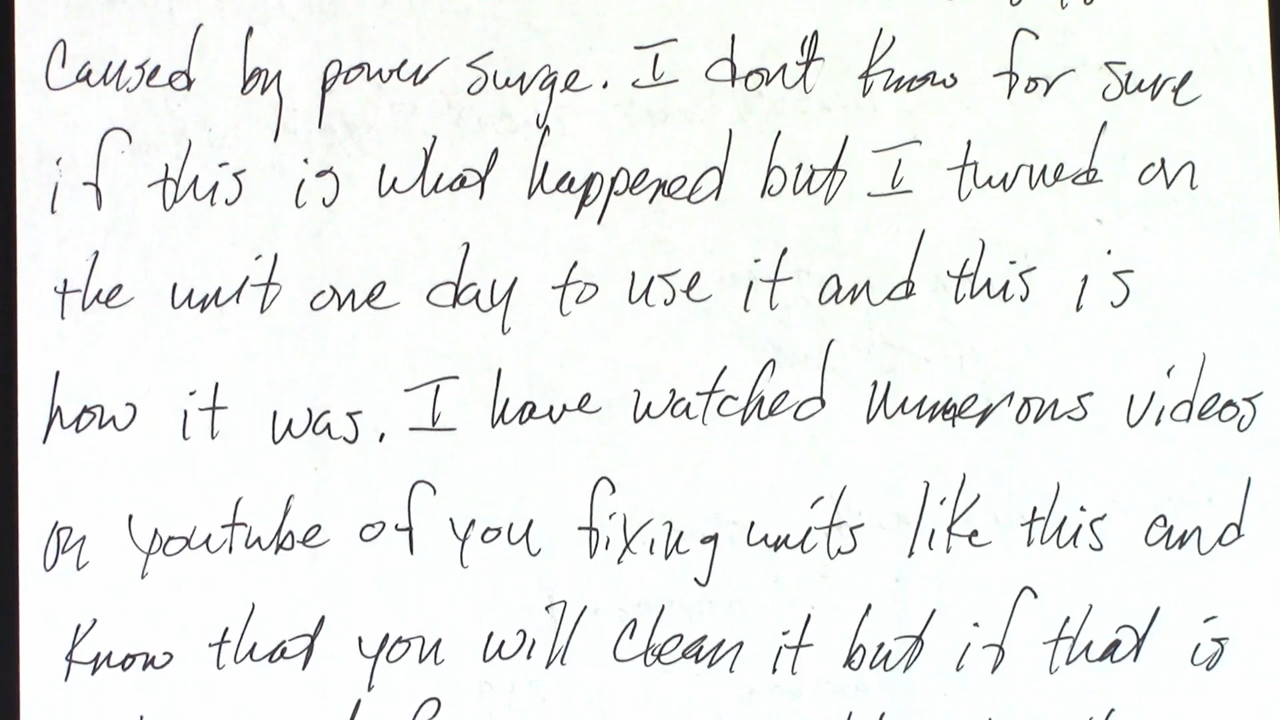 Caused by power surge. I don't know for sure
if this is what happened but I turned on
the unit one day to use it and this is
how it was. I have watched numerous videos
on youtube of you fixing units like this and
know that you will clean it but if that is